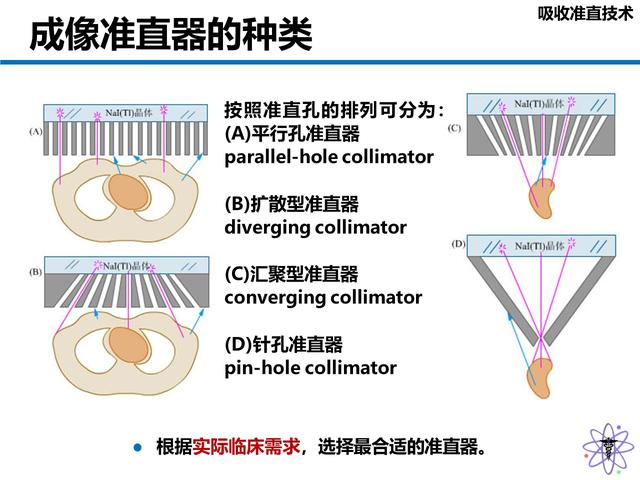 吸收准直技术
成像准直器的种类
NaI(Tl)晶体
(A)
NaI(Tl)晶体
(B)
按照准直孔的排列可分为：
(A)平行孔准直器
parallel-hole collimator
(B)扩散型准直器
diverging collimator
(C)汇聚型准直器
converging collimator
(D)针孔准直器
pin-hole collimator
NaI(Tl)晶体
(C)
(D)
NaI(Tl)晶体
根据实际临床需求，选择最合适的准直器。